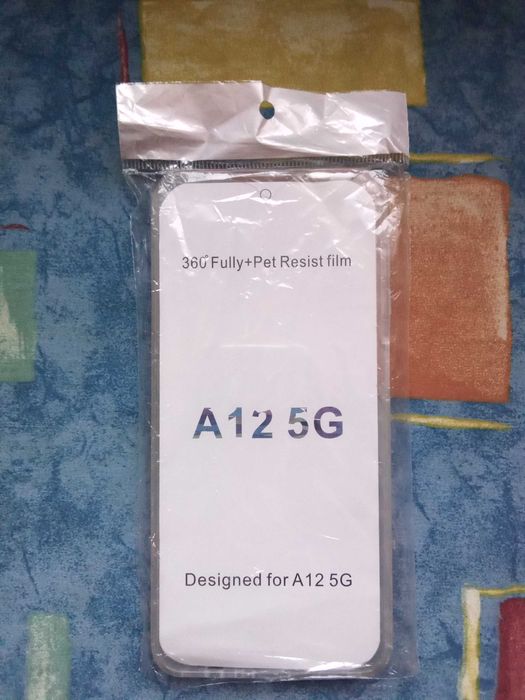 360°Fully+Pet Resist film
A12 5G
Designed for A12 5G